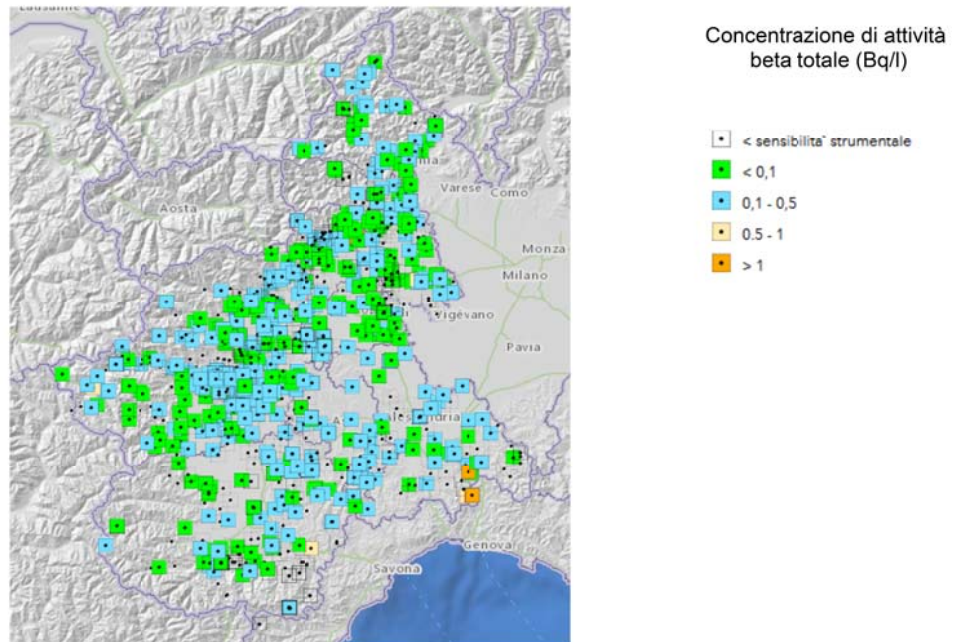 Lausanne
Concentrazione di attività
beta totale (Bq/l)
< sensibilita` strumentale
< 0,1
0,1 - 0,5
0.5 - 1
> 1
Varese
Como
Aosta
Monza
Milano
Vigevano
Pavia
Genova
Savona